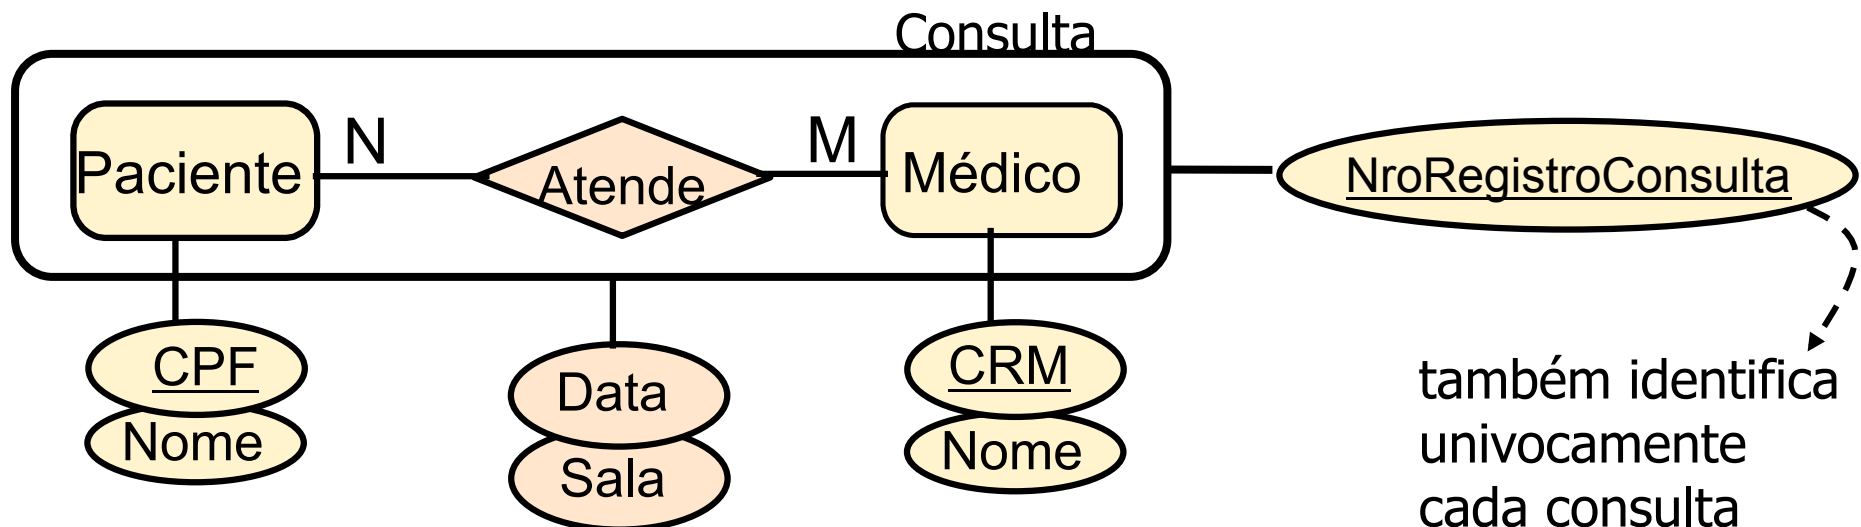 Consulta
Paciente
N
Atende
M
Médico
NroRegistroConsulta
CPF
Nome
Data
Sala
CRM
Nome
também identifica
univocamente
cada consulta